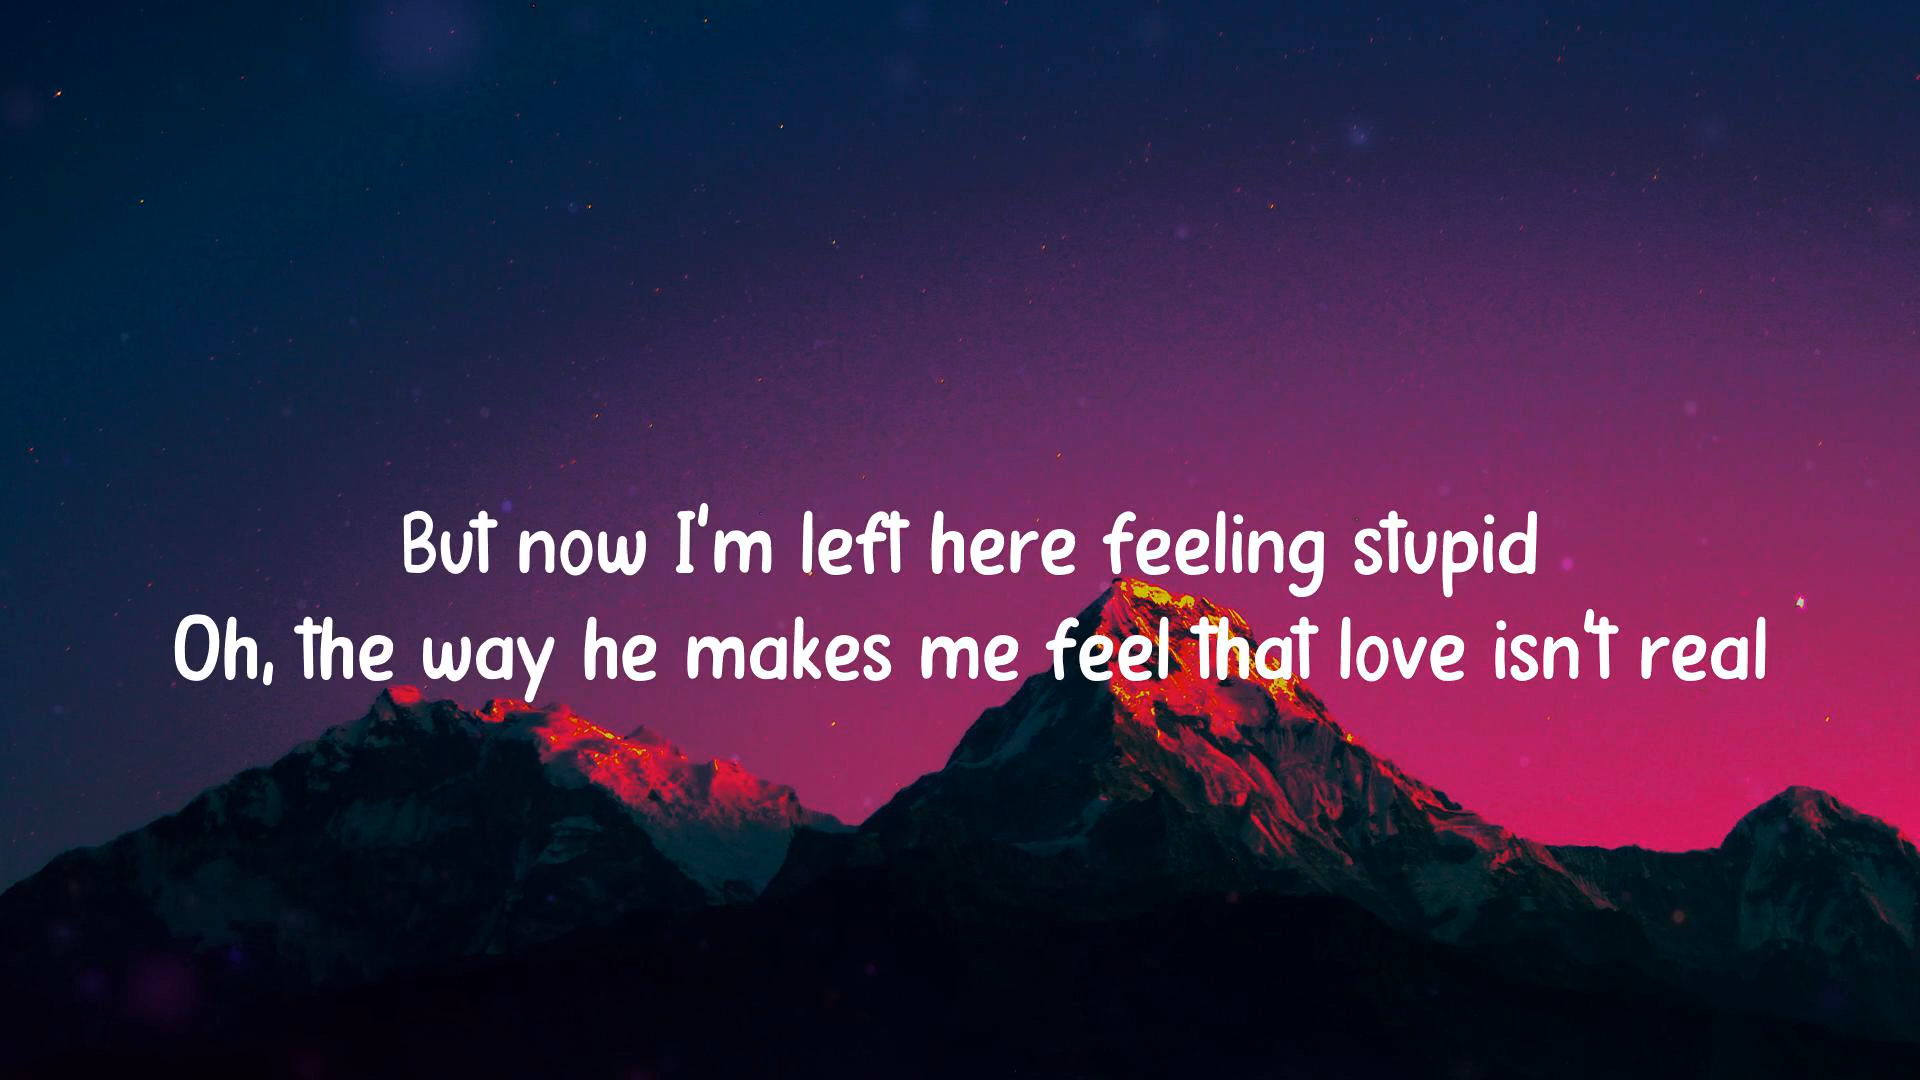 But now I'm left here feeling stupid
Oh, the way he makes me feel that love isn't real